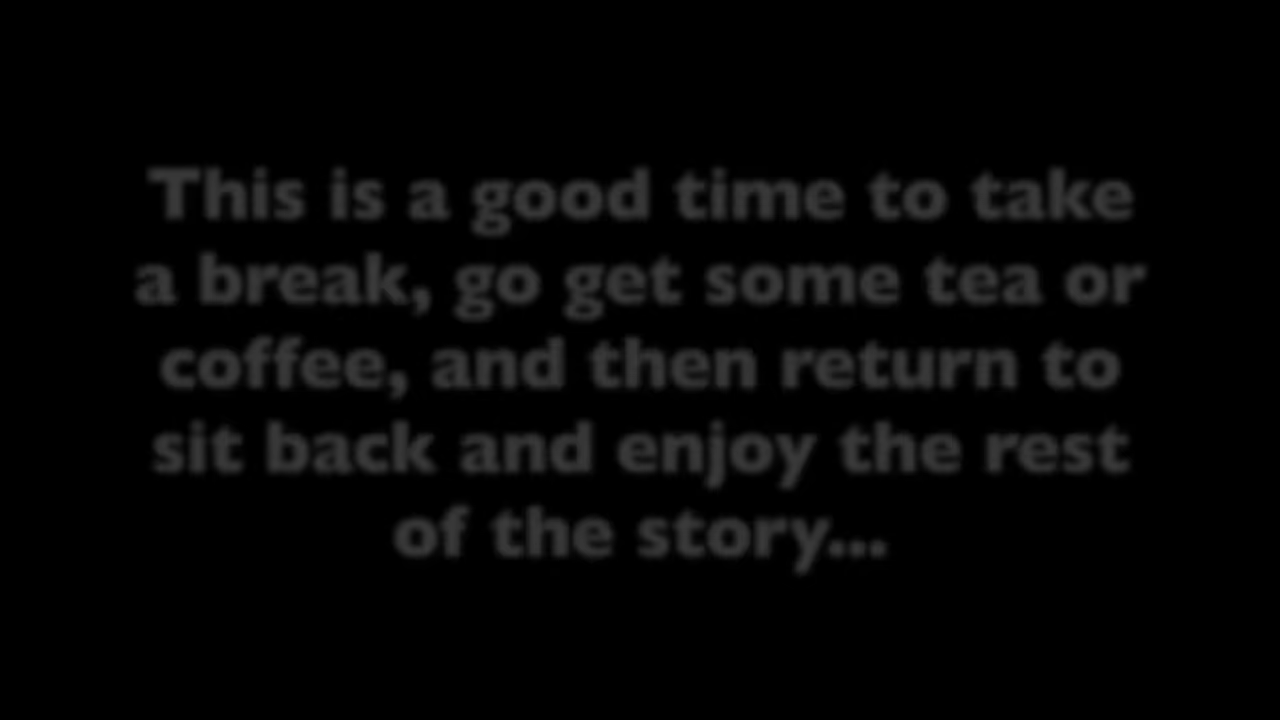 This is a good time to take
a break, go get some tea or
coffee, and then return to
sit back and enjoy the rest
of the story...